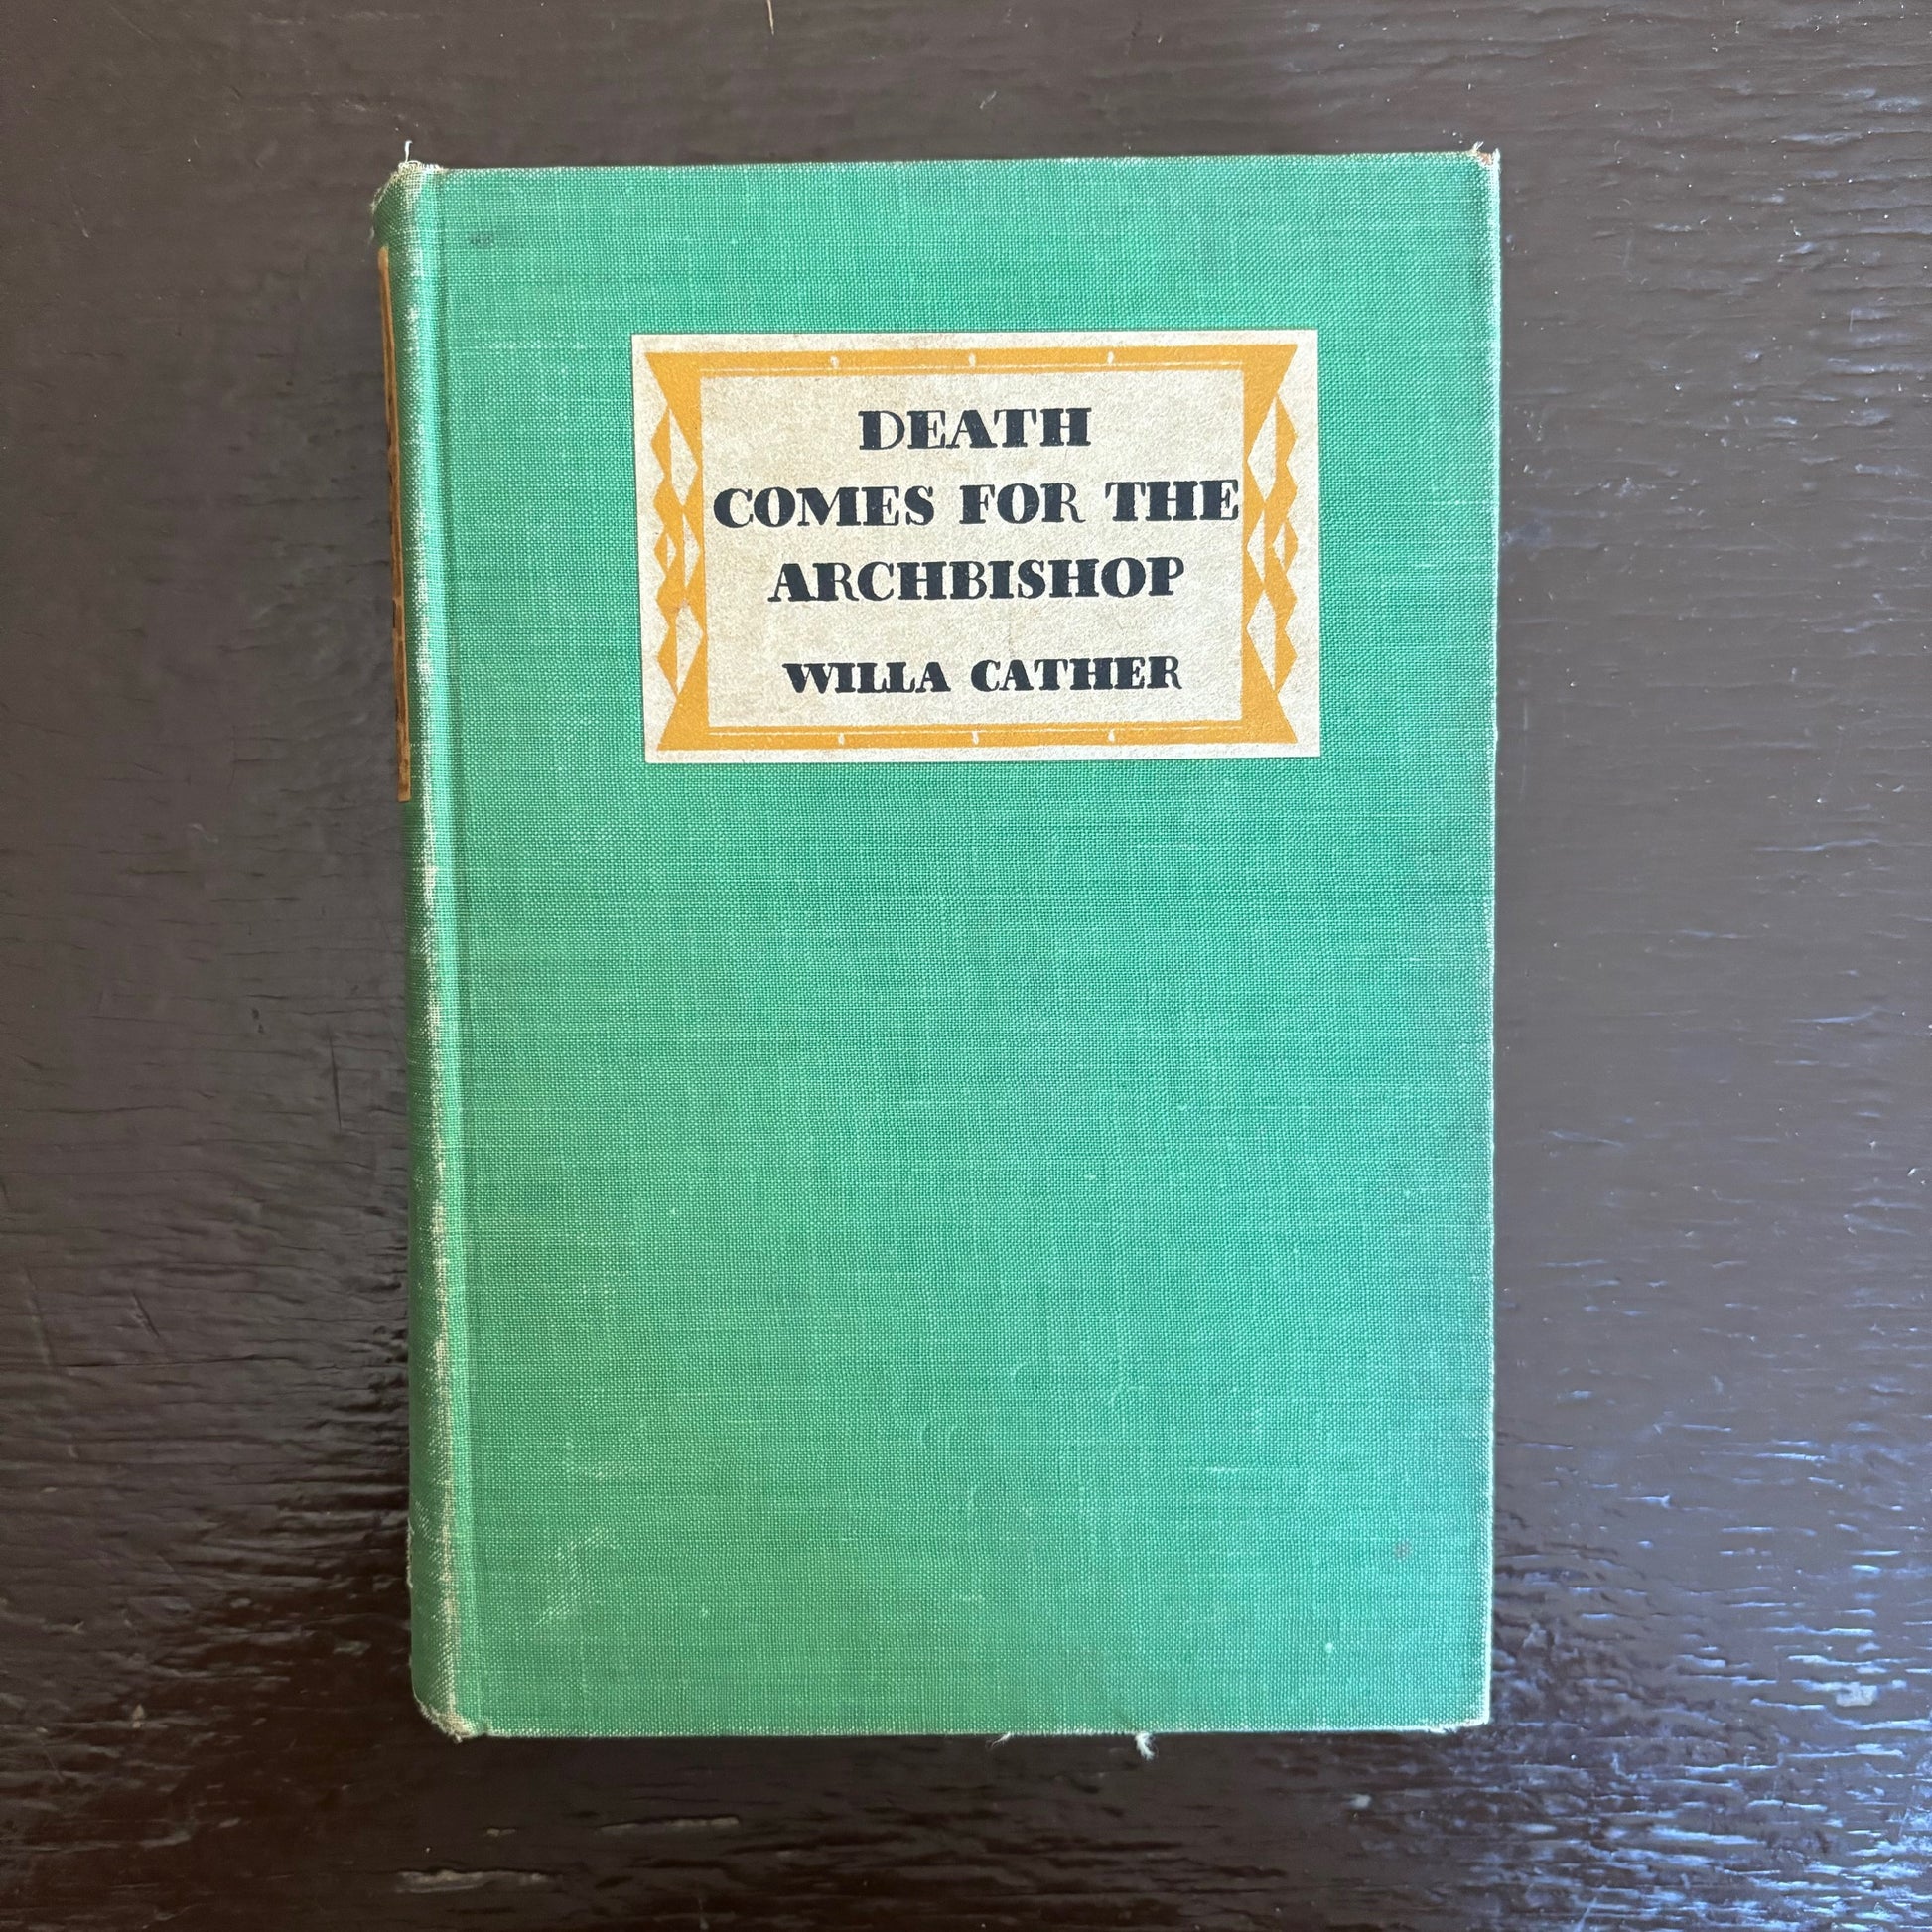 DEATH
COMES FOR THE
ARCHBISHOP
WILLA CATHER